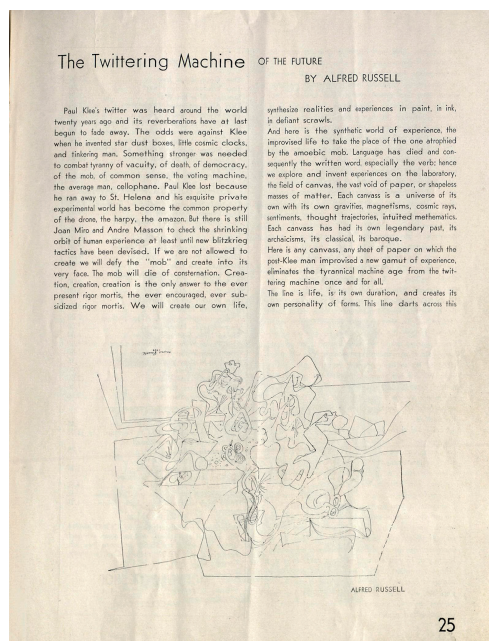 The Twittering Machine OF THE FUTURE
BY ALFRED RUSSELL
Paul Klee's twitter was heard around the world
twenty years ago and its reverberations have at last
begun to fade away. The odds were against Klee
when he invented star dust boxes, little cosmic clocks,
and tinkering man. Something stronger was needed
to combat tyranny of vacuity, of death, of democracy,
of the mob, of common sense, the voting machine,
the average man, cellophane. Paul Klee lost because
he ran away to St. Helena and his exquisite private
experimental world has become the common property
of the drone, the harpy, the amazon. But there is still
Joan Miro and Andre Masson to check the shrinking
orbit of human experience at least until new blitzkrieg
tactics have been devised. If we are not allowed to
create we will defy the "mob" and create into its
very face. The mob will die of consternation. Crea-
tion, creation, creation is the only answer to the ever
present rigor mortis, the ever encouraged, ever sub-
sidized rigor mortis. We will create our own life,
synthesize realities and experiences in paint, in ink,
in defiant scrawls.
And here is the synthetic world of experience, the
improvised life to take the place of the one atrophied
by the amoebic mob. Language has died and con-
sequently the written word, especially the verb; hence
we explore and invent experiences on the laboratory,
the field of canvas, the vast void of paper, or shapeless
masses of matter. Each canvas is a universe of its
own with its own gravities, magnetisms, cosmic rays,
sentiments, thought trajectories, intuited methematics.
Each canvass has had its own legendary past, its
archaicisms, its classical, its baroque.
Here is any canvass, any sheet of paper on which the
post-Klee man improvised a new gamut of experience,
eliminates the tyrannical machine age from the twit-
tering machine once and for all.
The line is life, is its own duration, and creates its
own personality of forms. This line darts across this
ALFRED RUSSELL
25